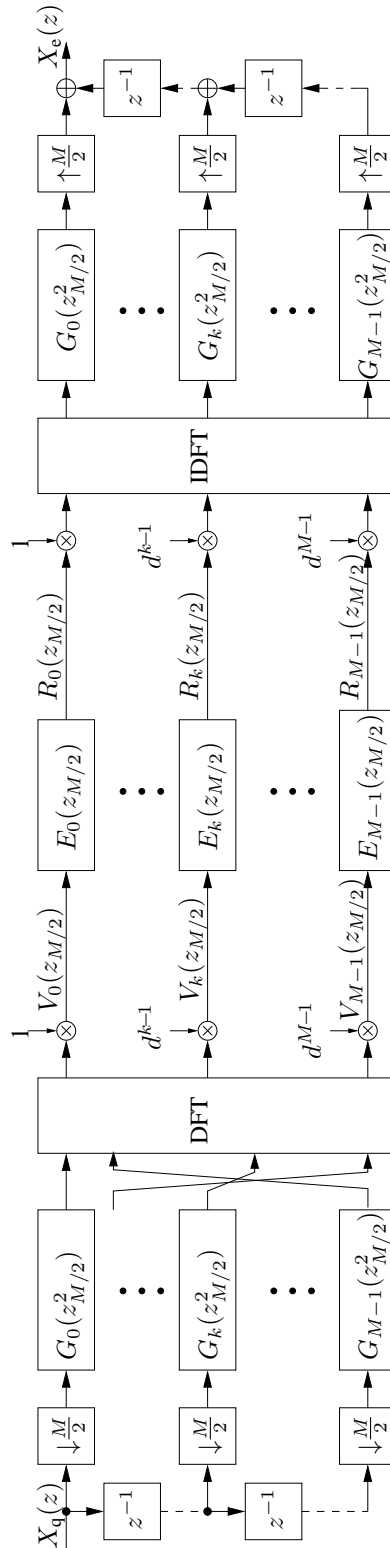 X_q(z)
z^{-1}
z^{-1}
↓M/2
↓M/2
↓M/2
G_0(z^2_{M/2})
G_k(z^2_{M/2})
G_{M-1}(z^2_{M/2})
DFT
1
d^{k-1}
d^{M-1}
V_0(z_{M/2})
V_k(z_{M/2})
V_{M-1}(z_{M/2})
E_0(z_{M/2})
E_k(z_{M/2})
E_{M-1}(z_{M/2})
R_0(z_{M/2})
R_k(z_{M/2})
R_{M-1}(z_{M/2})
1
d^{k-1}
d^{M-1}
IDFT
G_0(z^2_{M/2})
G_k(z^2_{M/2})
G_{M-1}(z^2_{M/2})
↑M/2
↑M/2
↑M/2
z^{-1}
z^{-1}
X_e(z)